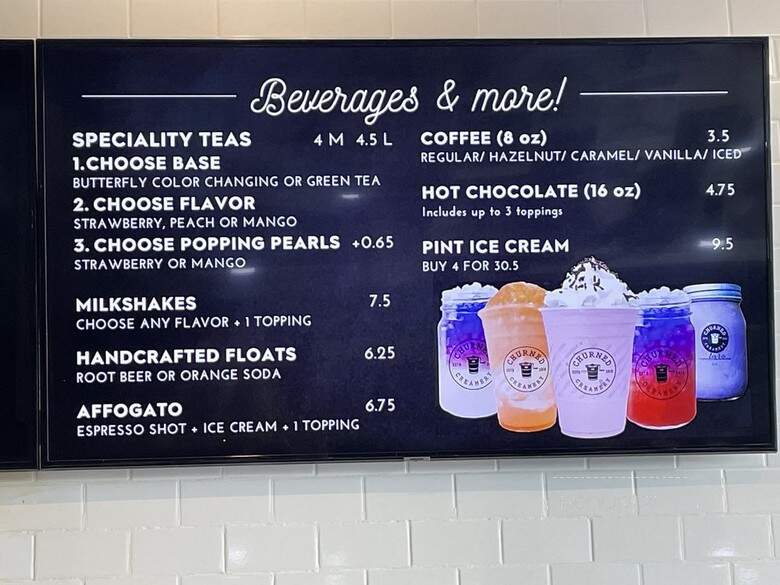 Beverages & more!
SPECIALITY TEAS 4 M 4.5 L
1.CHOOSE BASE
BUTTERFLY COLOR CHANGING OR GREEN TEA
2. CHOOSE FLAVOR
STRAWBERRY, PEACH OR MANGO
3. CHOOSE POPPING PEARLS +0.65
STRAWBERRY OR MANGO
MILKSHAKES 7.5
CHOOSE ANY FLAVOR + 1 TOPPING
HANDCRAFTED FLOATS 6.25
ROOT BEER OR ORANGE SODA
AFFOGATO 6.75
ESPRESSO SHOT + ICE CREAM + 1 TOPPING
COFFEE (8 oz) 3.5
REGULAR/ HAZELNUT/ CARAMEL/ VANILLA/ ICED
HOT CHOCOLATE (16 oz) 4.75
Includes up to 3 toppings
PINT ICE CREAM 9.5
BUY 4 FOR 30.5
CHURNED
CREAMERY
CHURNED
CREAMERY
CHURNED
CREAMERY
CHURNED
CREAMERY
CHURNED